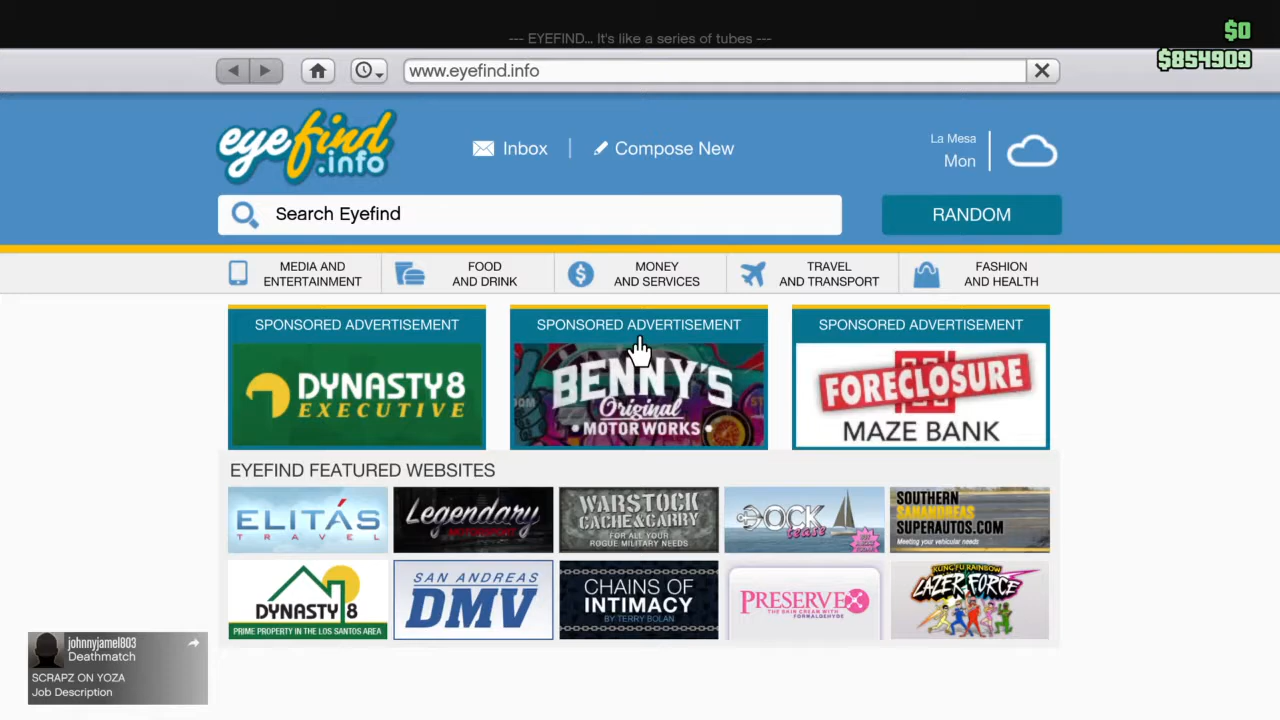 --- EYEFIND... It's like a series of tubes ---
$0
$854909
www.eyefind.info
eyefind.info
Inbox
Compose New
La Mesa
Mon
Search Eyefind
RANDOM
MEDIA AND
ENTERTAINMENT
FOOD
AND DRINK
MONEY
AND SERVICES
TRAVEL
AND TRANSPORT
FASHION
AND HEALTH
SPONSORED ADVERTISEMENT
DYNASTY8
EXECUTIVE
SPONSORED ADVERTISEMENT
BENNY'S
Original
MOTOR WORKS
SPONSORED ADVERTISEMENT
FORECLOSURE
MAZE BANK
EYEFIND FEATURED WEBSITES
ELITÁS
TRAVEL
Legendary
WARSTOCK
CACHE&CARRY
FOR ALL YOUR
ROGUE MILITARY NEEDS
DOCK
tease
SOUTHERN
SANANDREAS
SUPERAUTOS.COM
Meeting your vehicular needs
DYNASTY 8
PRIME PROPERTY IN THE LOS SANTOS AREA
SAN ANDREAS
DMV
CHAINS OF
INTIMACY
BY TERRY BOLAN
PRESERVEX
THE SKIN CREAM WITH
FORMALDEHYDE
KUNG FU RAINBOW
LAZER FORCE
johnnyjamel803
Deathmatch
SCRAPZ ON YOZA
Job Description